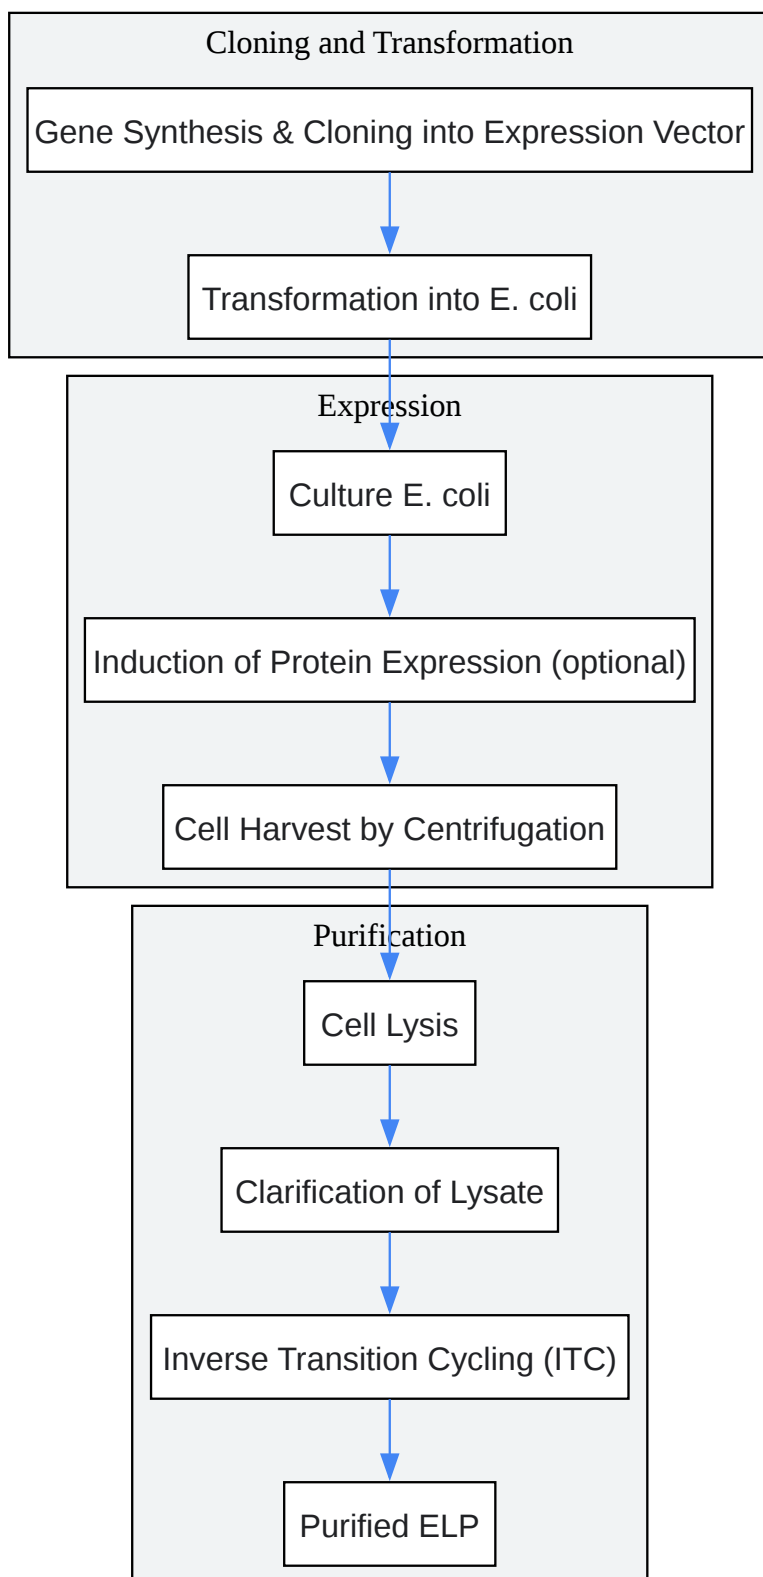 Cloning and Transformation
Gene Synthesis & Cloning into Expression Vector
Transformation into E. coli
Expression
Culture E. coli
Induction of Protein Expression (optional)
Cell Harvest by Centrifugation
Purification
Cell Lysis
Clarification of Lysate
Inverse Transition Cycling (ITC)
Purified ELP